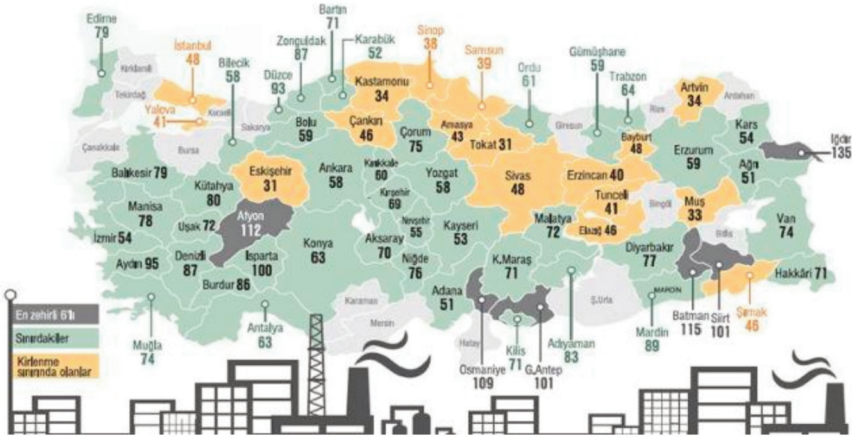 Edirne
79
Kırklareli
Tekirdağ
İstanbul
48
Yalova
41
Kocaeli
Çanakkale
Bursa
Sakarya
Bilecik
58
Düzce
93
Zonguldak
87
Bartın
71
Karabük
52
Bolu
59
Kastamonu
34
Çankırı
46
Sinop
38
Samsun
39
Çorum
75
Amasya
43
Tokat 31
Ordu
61
Giresun
Gümüşhane
59
Trabzon
64
Rize
Bayburt
48
Artvin
34
Ardahan
Kars
54
Iğdır
135
Erzurum
59
Ağrı
51
Balıkesir 79
Kütahya
80
Eskişehir
31
Ankara
58
Kırıkkale
60
Kırşehir
69
Yozgat
58
Sivas
48
Erzincan 40
Tunceli
41
Bingöl
Muş
33
Manisa
78
Uşak 72
Afyon
112
Nevşehir
55
Kayseri
53
Malatya
72
Elazığ 46
Bitlis
Van
74
İzmir 54
Aydın 95
Denizli
87
Isparta
100
Konya
63
Aksaray
70
Niğde
76
K.Maraş
71
Diyarbakır
77
Hakkâri 71
Burdur 86
Karaman
Mersin
Adana
51
Ş.Urfa
MARDİN
Batman
115
Siirt
101
Şırnak
46
Muğla
74
Antalya
63
Hatay
Osmaniye
109
Kilis
71
G.Antep
101
Adıyaman
83
Mardin
89
En zehirli 6'lı
Sınırdakiler
Kirlenme
sınırında olanlar